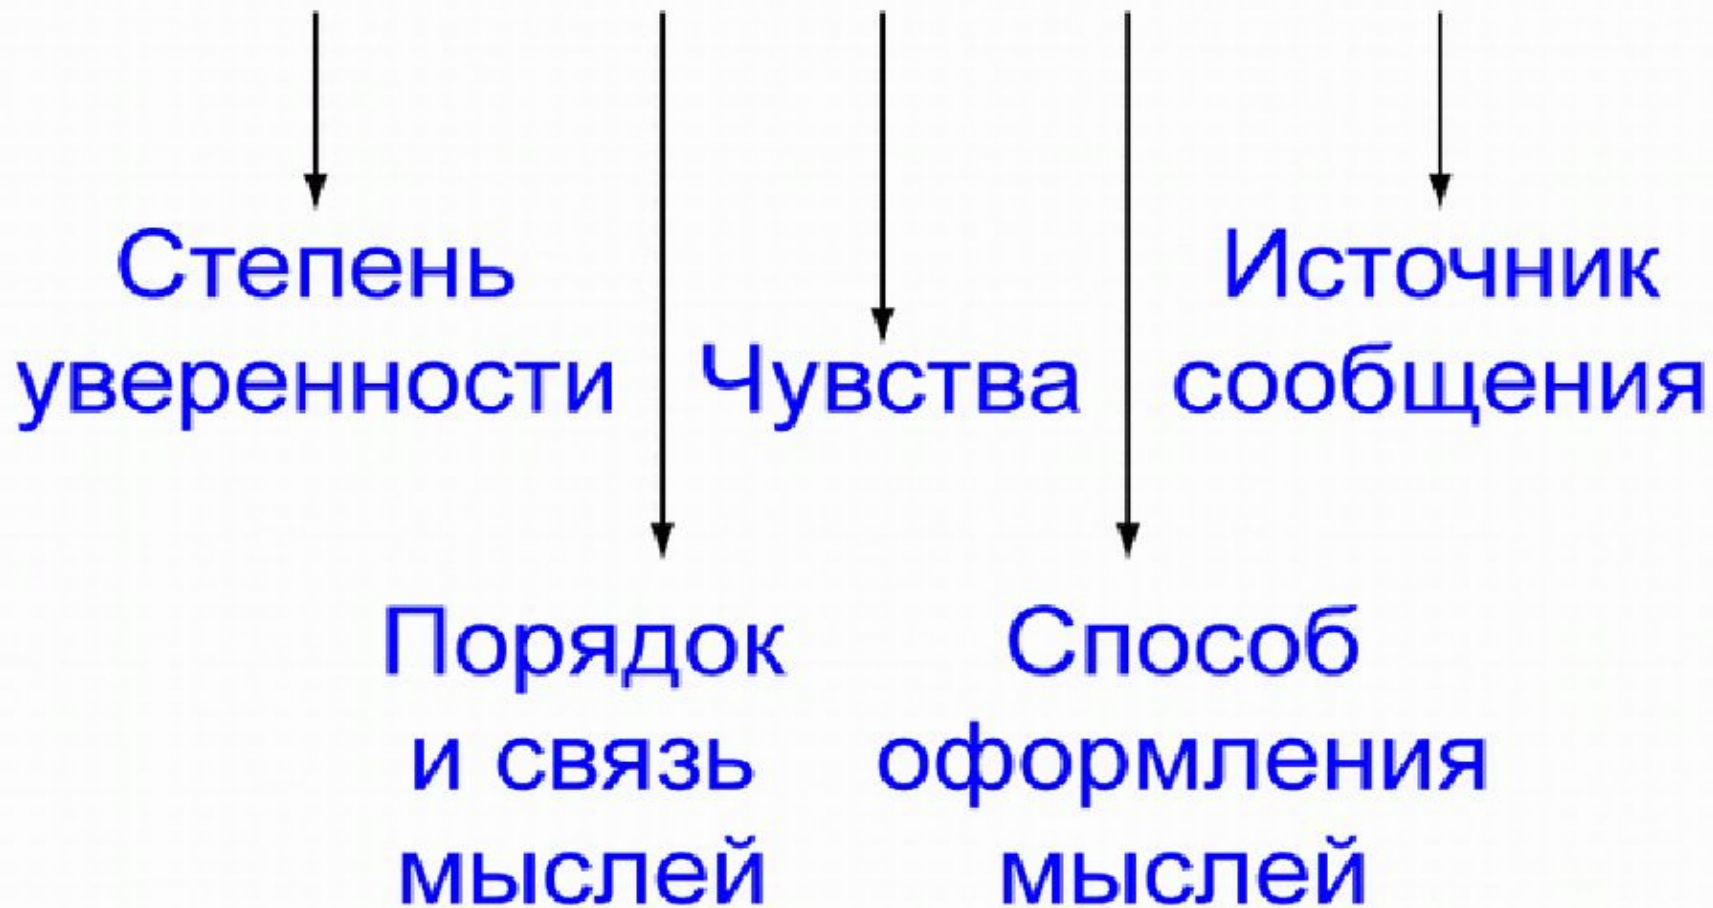 Степень
уверенности
Порядок
и связь
мыслей
Чувства
Способ
оформления
мыслей
Источник
сообщения